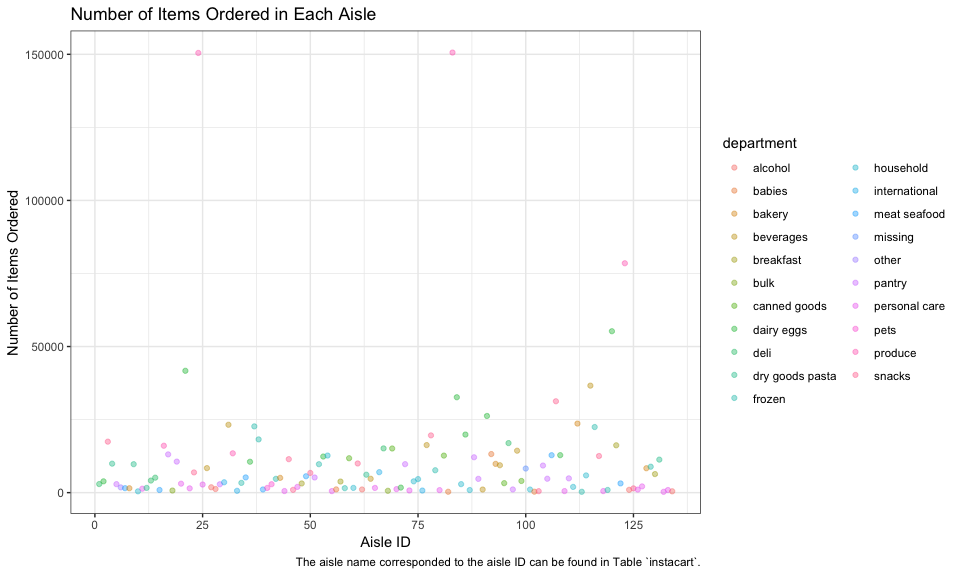 Number of Items Ordered in Each Aisle
Number of Items Ordered
150000
100000
50000
0
0
25
50
75
100
125
Aisle ID
The aisle name corresponded to the aisle ID can be found in Table `instacart`.
department
alcohol
babies
bakery
beverages
breakfast
bulk
canned goods
dairy eggs
deli
dry goods pasta
frozen
household
international
meat seafood
missing
other
pantry
personal care
pets
produce
snacks